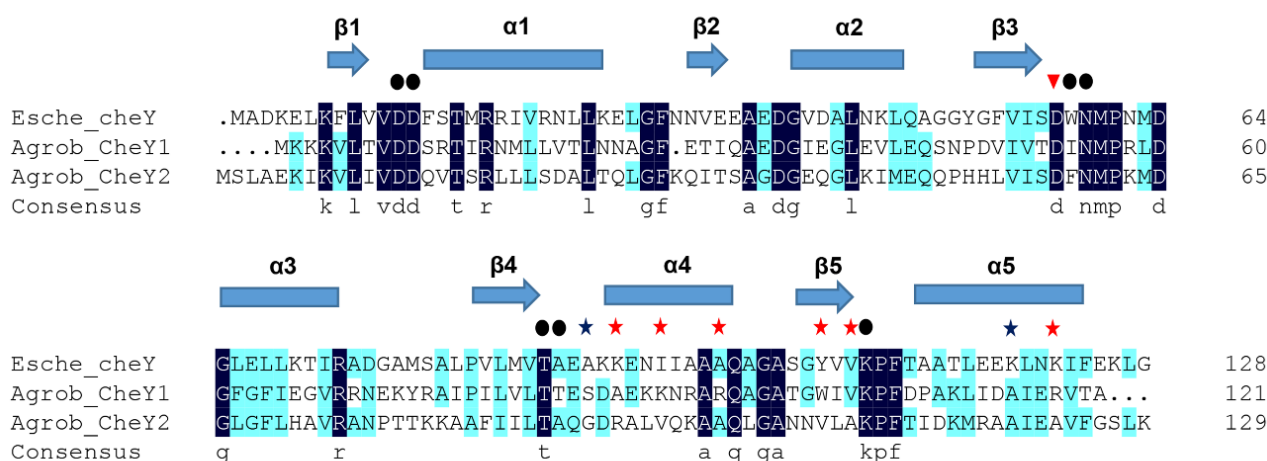 β1 α1 β2 α2 β3
Esche_cheY .MADKELKFLVVDDFSTMRRIVRNLLKELGFNNVEEAEDGVDALNKLQAGGYGFVISDWNMPNMD 64
Agrob_CheY1 ....MKKKVLTVDDSRTIRNMLLVTLNNAGF.ETIQAEDGIEGLEVLEQSNPDVIVTDINMPRLD 60
Agrob_CheY2 MSLAEKIKVLIVDDQVTSRLLLSDALTQLGFKQITSAGDGEQGLKIMEQQPHHLVISDFNMPKMD 65
Consensus k l vdd t r l gf a dg l d nmp d
α3 β4 α4 β5 α5
Esche_cheY GLELLKTIRADGAMSALPVLMVTAEAKKENIIAAAQAGASGYVVKPFTAATLEEKLNKIFEKLG 128
Agrob_CheY1 GFGFIEGVRRNEKYRAIPILVLTTESDAEKKNRARQAGATGWIVKPFDPAKLIDAIERVTA... 121
Agrob_CheY2 GLGFLHAVRANPTTKKAAFIILTAQGDRALVQKAAQLGANNVLAKPFTIDKMRAAIEAVFGSLK 129
Consensus g r t a q ga kpf